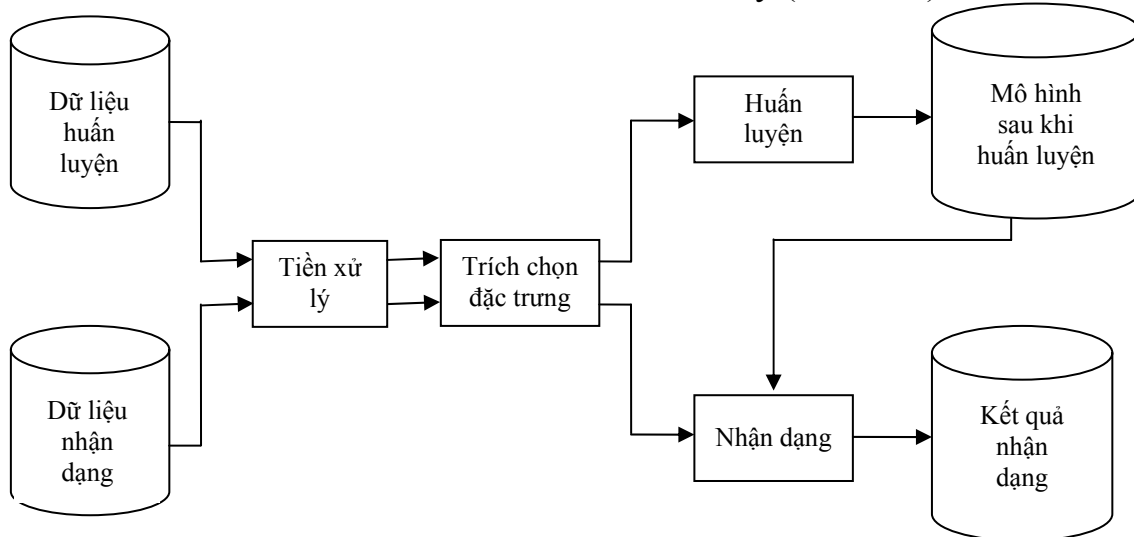 Dữ liệu
huấn
luyện
Huấn
luyện
Mô hình
sau khi
huấn luyện
Tiền xử
lý
Trích chọn
đặc trưng
Dữ liệu
nhận
dạng
Nhận dạng
Kết quả
nhận
dạng